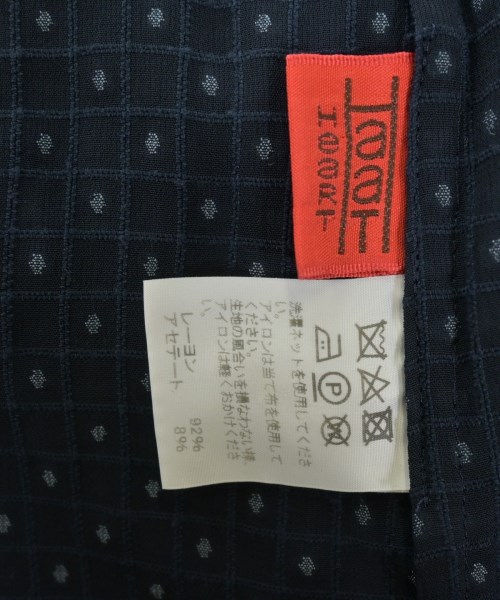 P
洗濯ネットを使用してくださ
い。
アイロンは当て布を使用して
ください。
生地の風合いを損なわない様、
アイロンは軽くおかけくださ
い。
レーヨン 92%
アセテート 8%